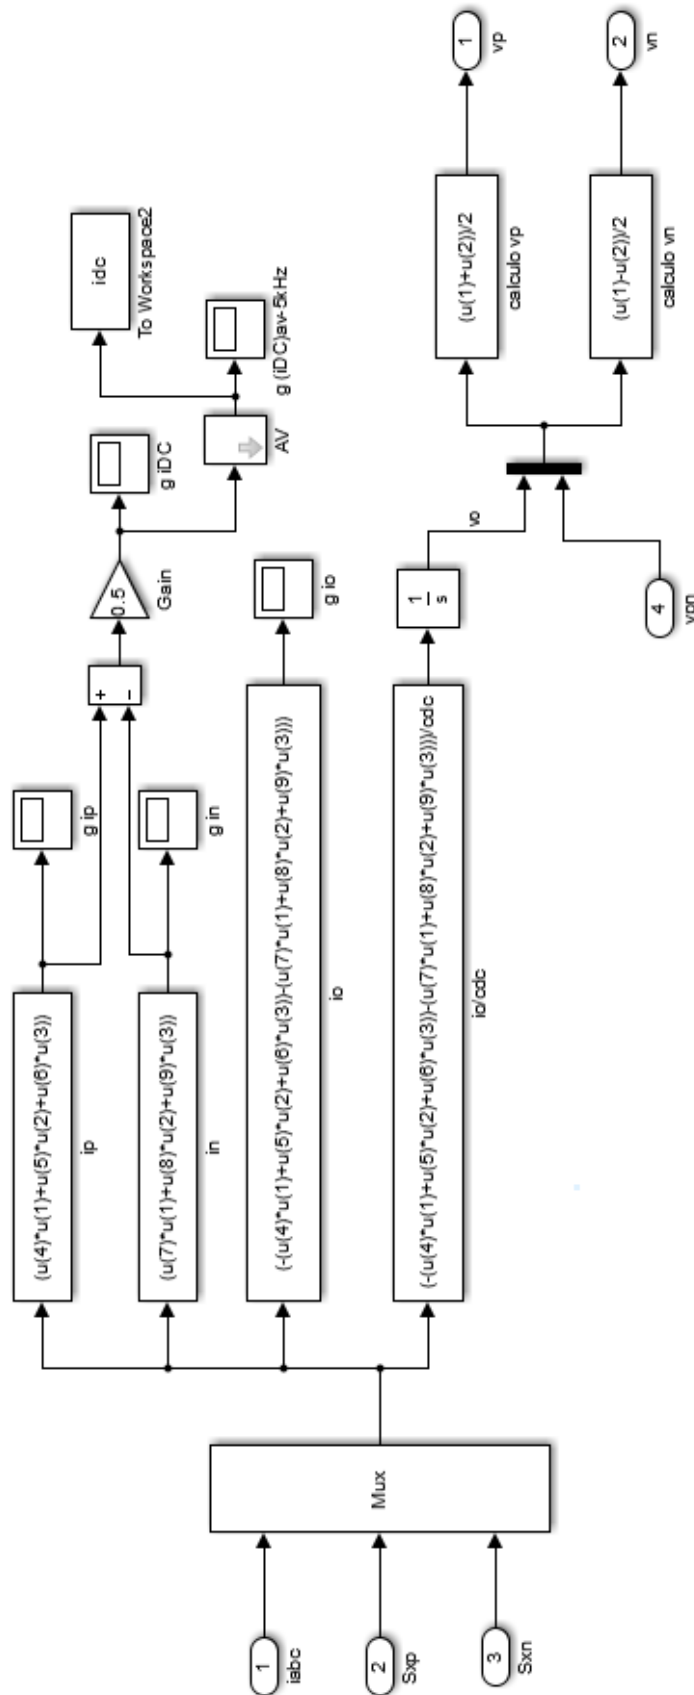 1
iabc
2
Sxp
3
Sxn
Mux
(u(4)*u(1)+u(5)*u(2)+u(6)*u(3))
ip
(u(7)*u(1)+u(8)*u(2)+u(9)*u(3))
in
(-(u(4)*u(1)+u(5)*u(2)+u(6)*u(3))-(u(7)*u(1)+u(8)*u(2)+u(9)*u(3)))
io
(-(u(4)*u(1)+u(5)*u(2)+u(6)*u(3))-(u(7)*u(1)+u(8)*u(2)+u(9)*u(3)))/cdc
io/cdc
g ip
g in
+
−
0.5
Gain
g iDC
AV
idc
To Workspace2
g (iDC)av-5kHz
g io
1
s
vo
4
vpn
(u(1)+u(2))/2
calculo vp
(u(1)-u(2))/2
calculo vn
1
vp
2
vn